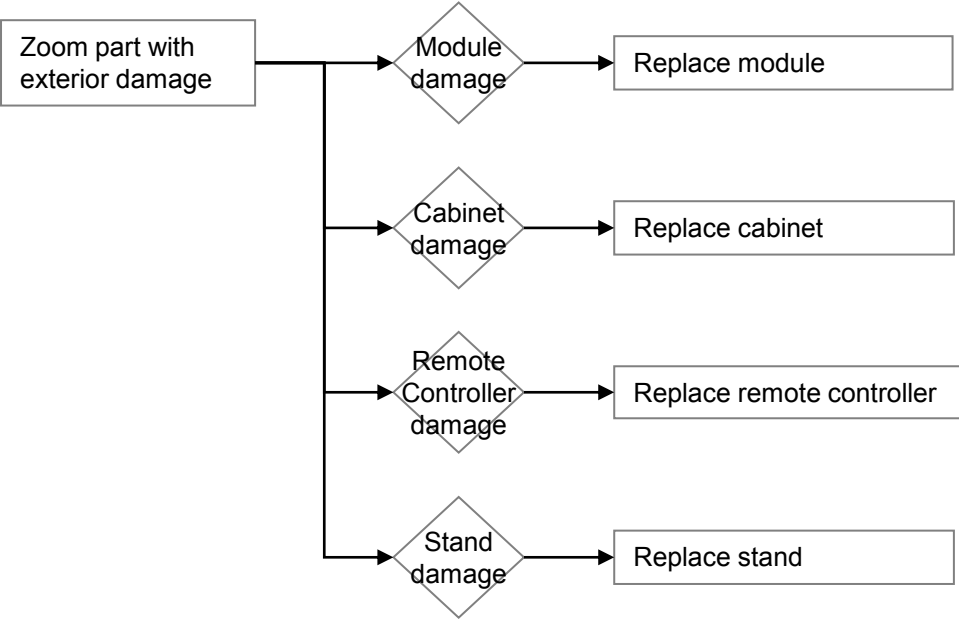 Zoom part with
exterior damage
Module
damage
Replace module
Cabinet
damage
Replace cabinet
Remote
Controller
damage
Replace remote controller
Stand
damage
Replace stand